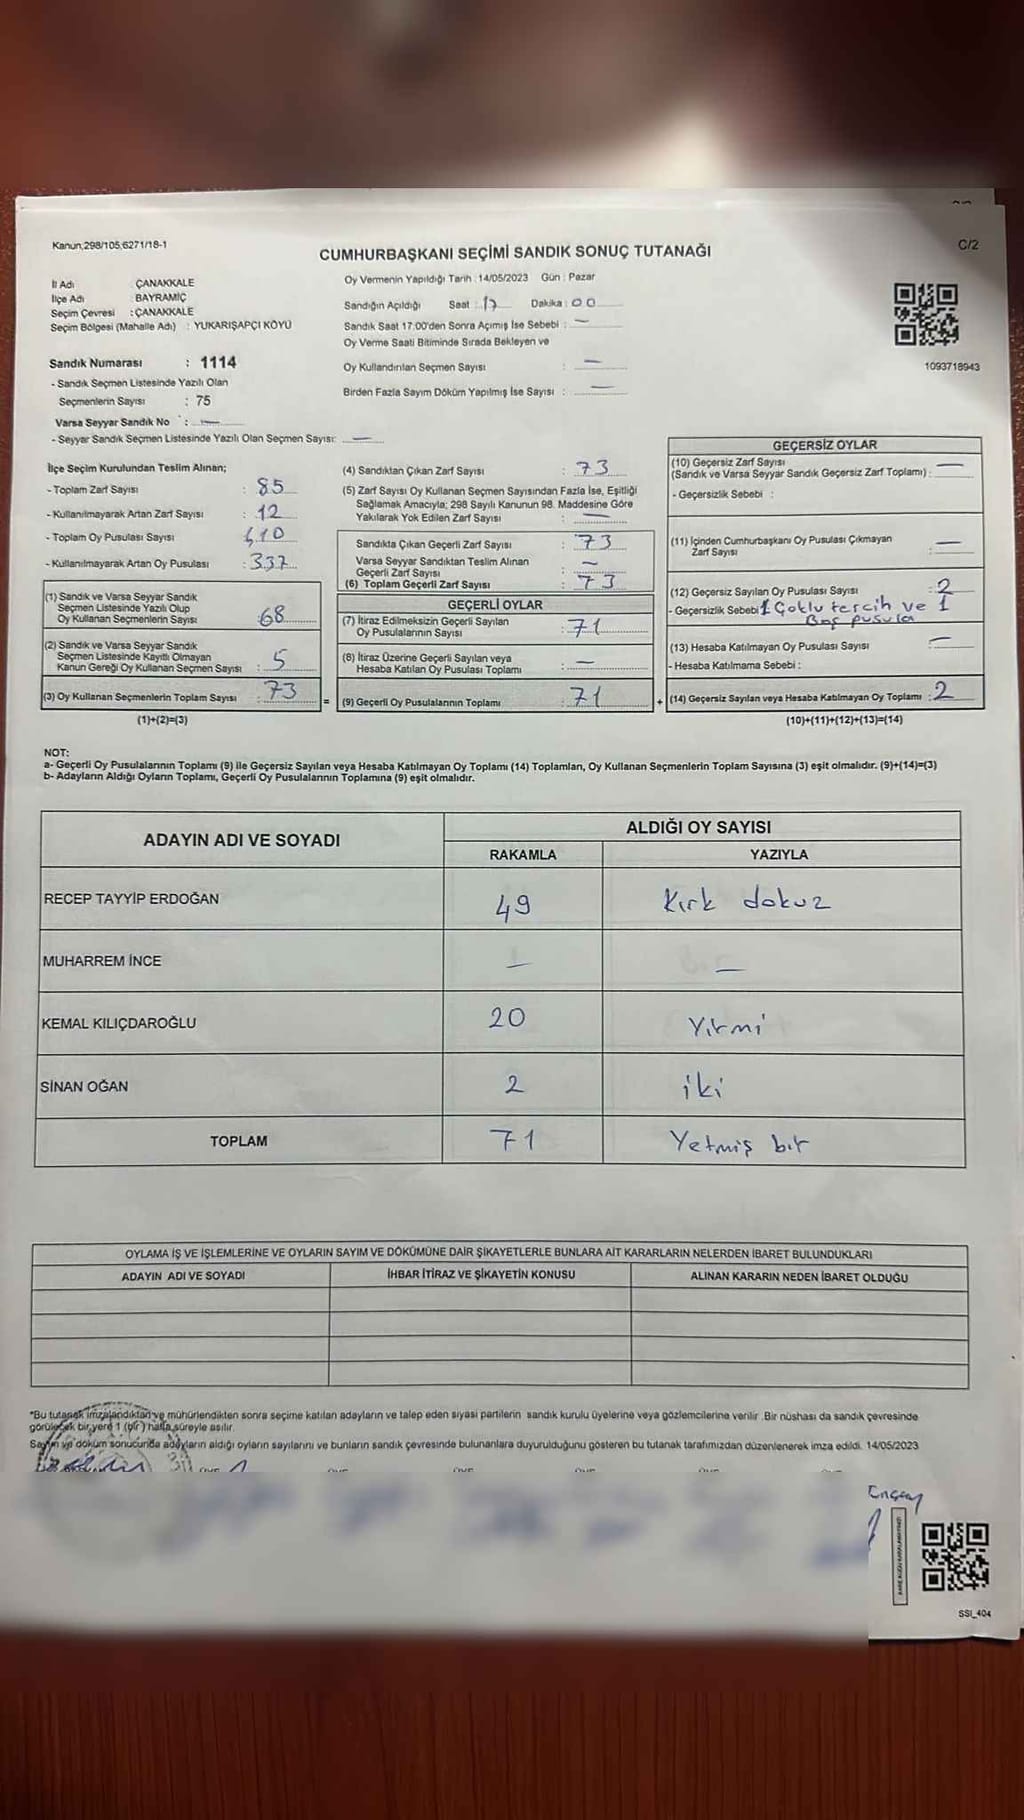 Kanun,298/105,6271/18-1
C/2
CUMHURBAŞKANI SEÇİMİ SANDIK SONUÇ TUTANAĞI
İl Adı : ÇANAKKALE
İlçe Adı : BAYRAMİÇ
Seçim Çevresi : ÇANAKKALE
Seçim Bölgesi (Mahalle Adı) : YUKARIŞAPÇI KÖYÜ
Sandık Numarası : 1114
- Sandık Seçmen Listesinde Yazılı Olan
Seçmenlerin Sayısı : 75
Varsa Seyyar Sandık No : —
- Seyyar Sandık Seçmen Listesinde Yazılı Olan Seçmen Sayısı: —
Oy Vermenin Yapıldığı Tarih : 14/05/2023 Gün : Pazar
Sandığın Açıldığı Saat : 17 Dakika : 00
Sandık Saat 17:00'den Sonra Açımış İse Sebebi : —
Oy Verme Saati Bitiminde Sırada Bekleyen ve
Oy Kullandırılan Seçmen Sayısı : —
Birden Fazla Sayım Döküm Yapılmış İse Sayısı : —
1093718943
İlçe Seçim Kurulundan Teslim Alınan;
- Toplam Zarf Sayısı : 85
- Kullanılmayarak Artan Zarf Sayısı : 12
- Toplam Oy Pusulası Sayısı : 410
- Kullanılmayarak Artan Oy Pusulası : 337
(1) Sandık ve Varsa Seyyar Sandık
Seçmen Listesinde Yazılı Olup
Oy Kullanan Seçmenlerin Sayısı : 68
(2) Sandık ve Varsa Seyyar Sandık
Seçmen Listesinde Kayıtlı Olmayan
Kanun Gereği Oy Kullanan Seçmen Sayısı : 5
(3) Oy Kullanan Seçmenlerin Toplam Sayısı : 73
(1)+(2)=(3)
(4) Sandıktan Çıkan Zarf Sayısı : 73
(5) Zarf Sayısı Oy Kullanan Seçmen Sayısından Fazla İse, Eşitliği
Sağlamak Amacıyla; 298 Sayılı Kanunun 98. Maddesine Göre
Yakılarak Yok Edilen Zarf Sayısı : —
Sandıkta Çıkan Geçerli Zarf Sayısı : 73
Varsa Seyyar Sandıktan Teslim Alınan
Geçerli Zarf Sayısı : —
(6) Toplam Geçerli Zarf Sayısı : 73
GEÇERLİ OYLAR
(7) İtiraz Edilmeksizin Geçerli Sayılan
Oy Pusulalarının Sayısı : 71
(8) İtiraz Üzerine Geçerli Sayılan veya
Hesaba Katılan Oy Pusulası Toplamı : —
= (9) Geçerli Oy Pusulalarının Toplamı : 71
GEÇERSİZ OYLAR
(10) Geçersiz Zarf Sayısı
(Sandık ve Varsa Seyyar Sandık Geçersiz Zarf Toplamı) : —
- Geçersizlik Sebebi :
(11) İçinden Cumhurbaşkanı Oy Pusulası Çıkmayan
Zarf Sayısı : —
(12) Geçersiz Sayılan Oy Pusulası Sayısı : 2
- Geçersizlik Sebebi : 1 Çoklu tercih ve 1
Boş pusula
(13) Hesaba Katılmayan Oy Pusulası Sayısı : —
- Hesaba Katılmama Sebebi :
+ (14) Geçersiz Sayılan veya Hesaba Katılmayan Oy Toplamı : 2
(10)+(11)+(12)+(13)=(14)
NOT:
a- Geçerli Oy Pusulalarının Toplamı (9) ile Geçersiz Sayılan veya Hesaba Katılmayan Oy Toplamı (14) Toplamları, Oy Kullanan Seçmenlerin Toplam Sayısına (3) eşit olmalıdır. (9)+(14)=(3)
b- Adayların Aldığı Oyların Toplamı, Geçerli Oy Pusulalarının Toplamına (9) eşit olmalıdır.
ADAYIN ADI VE SOYADI
ALDIĞI OY SAYISI
RAKAMLA YAZIYLA
RECEP TAYYİP ERDOĞAN 49 Kırk dokuz
MUHARREM İNCE — —
KEMAL KILIÇDAROĞLU 20 Yirmi
SİNAN OĞAN 2 iki
TOPLAM 71 Yetmiş bir
OYLAMA İŞ VE İŞLEMLERİNE VE OYLARIN SAYIM VE DÖKÜMÜNE DAİR ŞİKAYETLERLE BUNLARA AİT KARARLARIN NELERDEN İBARET BULUNDUKLARI
ADAYIN ADI VE SOYADI İHBAR İTİRAZ VE ŞİKAYETİN KONUSU ALINAN KARARIN NEDEN İBARET OLDUĞU
*Bu tutanak imzalandıktan ve mühürlendikten sonra seçime katılan adayların ve talep eden siyasi partilerin sandık kurulu üyelerine veya gözlemcilerine verilir .Bir nüshası da sandık çevresinde
görülecek bir yere 1 (bir) hafta süreyle asılır.
Sayım ve döküm sonucunda adayların aldığı oyların sayılarını ve bunların sandık çevresinde bulunanlara duyurulduğunu gösteren bu tutanak tarafımızdan düzenlenerek imza edildi. 14/05/2023
SSI_404